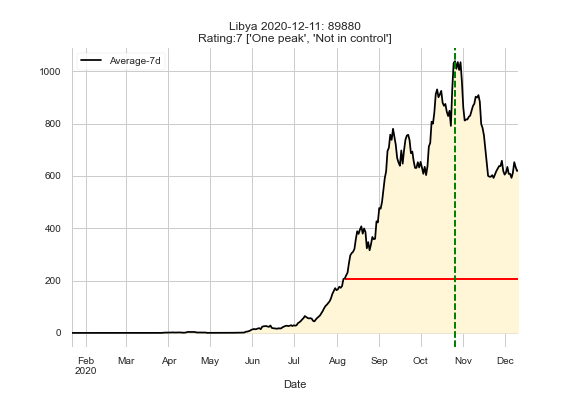 Libya 2020-12-11: 89880
Rating:7 ['One peak', 'Not in control']
Average-7d
1000
800
600
400
200
0
Feb Mar Apr May Jun Jul Aug Sep Oct Nov Dec
2020
Date